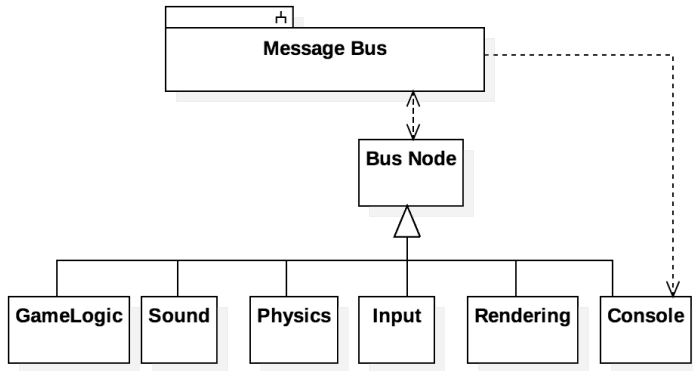 Message Bus
Bus Node
GameLogic
Sound
Physics
Input
Rendering
Console